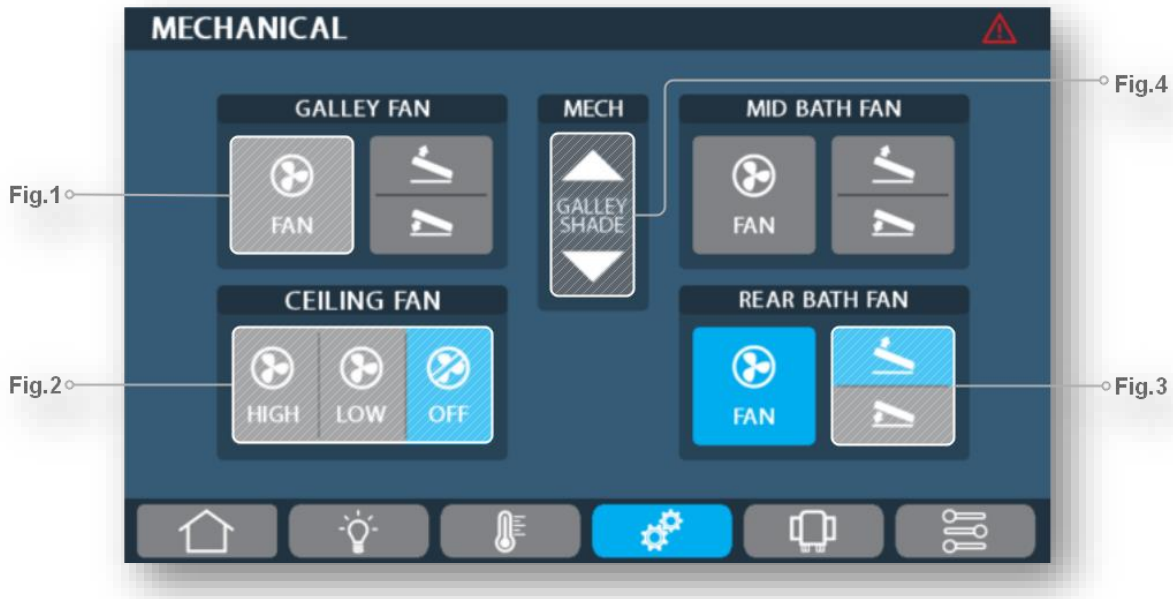 MECHANICAL
Fig.4
GALLEY FAN
MECH
MID BATH FAN
Fig.1
FAN
GALLEY
SHADE
FAN
CEILING FAN
REAR BATH FAN
Fig.2
HIGH
LOW
OFF
FAN
Fig.3